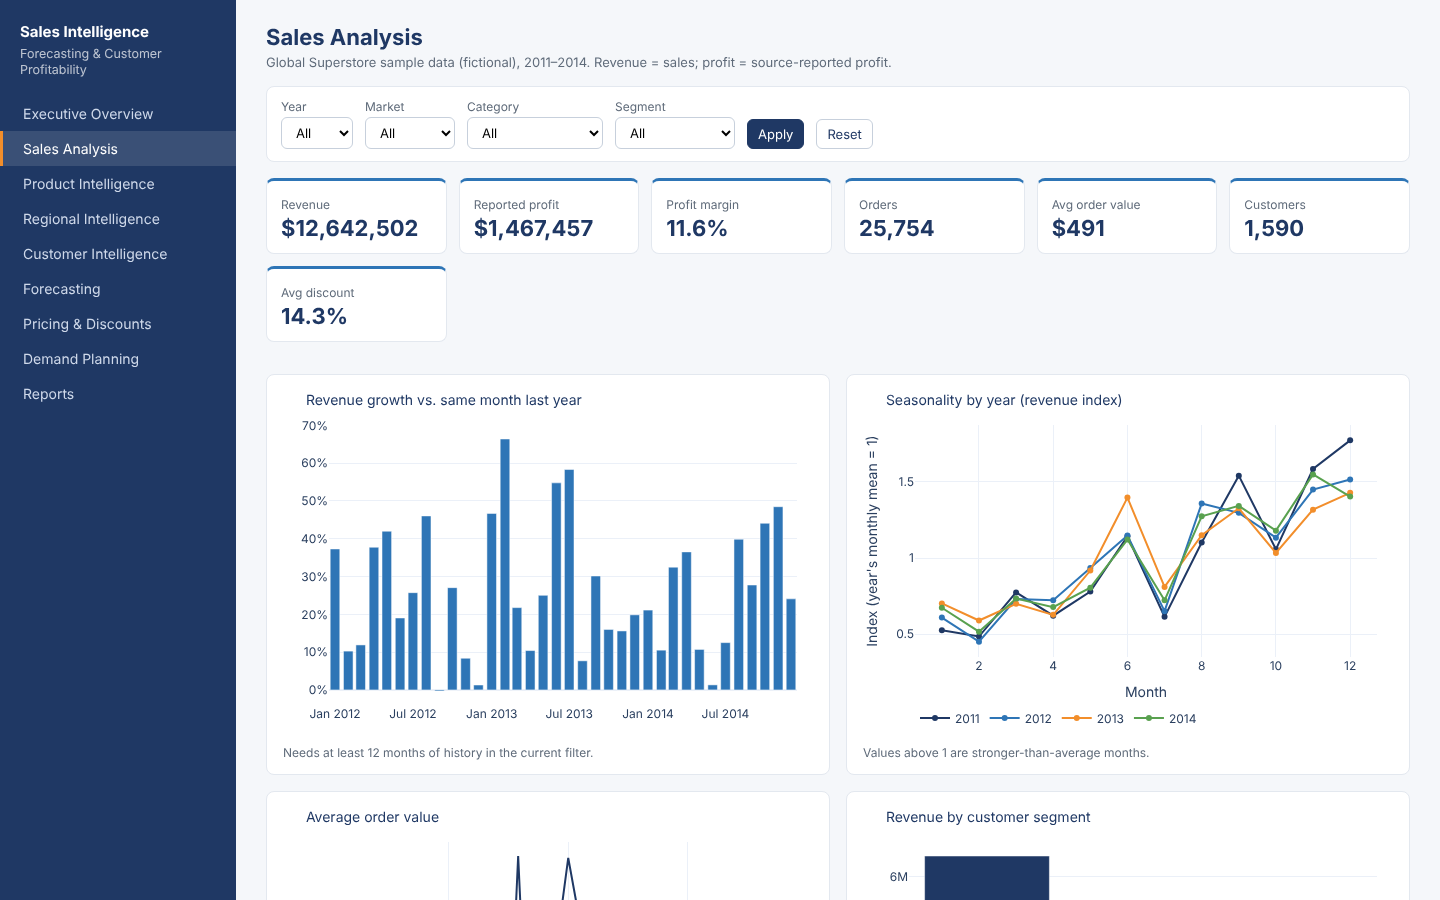 Sales Intelligence
Forecasting & Customer
Profitability
Executive Overview
Sales Analysis
Product Intelligence
Regional Intelligence
Customer Intelligence
Forecasting
Pricing & Discounts
Demand Planning
Reports
Sales Analysis
Global Superstore sample data (fictional), 2011–2014. Revenue = sales; profit = source-reported profit.
Year Market Category Segment
All All All All Apply Reset
Revenue
$12,642,502
Reported profit
$1,467,457
Profit margin
11.6%
Orders
25,754
Avg order value
$491
Customers
1,590
Avg discount
14.3%
Revenue growth vs. same month last year
70%
60%
50%
40%
30%
20%
10%
0%
Jan 2012 Jul 2012 Jan 2013 Jul 2013 Jan 2014 Jul 2014
Needs at least 12 months of history in the current filter.
Seasonality by year (revenue index)
Index (year's monthly mean = 1)
1.5
1
0.5
2 4 6 8 10 12
Month
2011 2012 2013 2014
Values above 1 are stronger-than-average months.
Average order value
Revenue by customer segment
6M